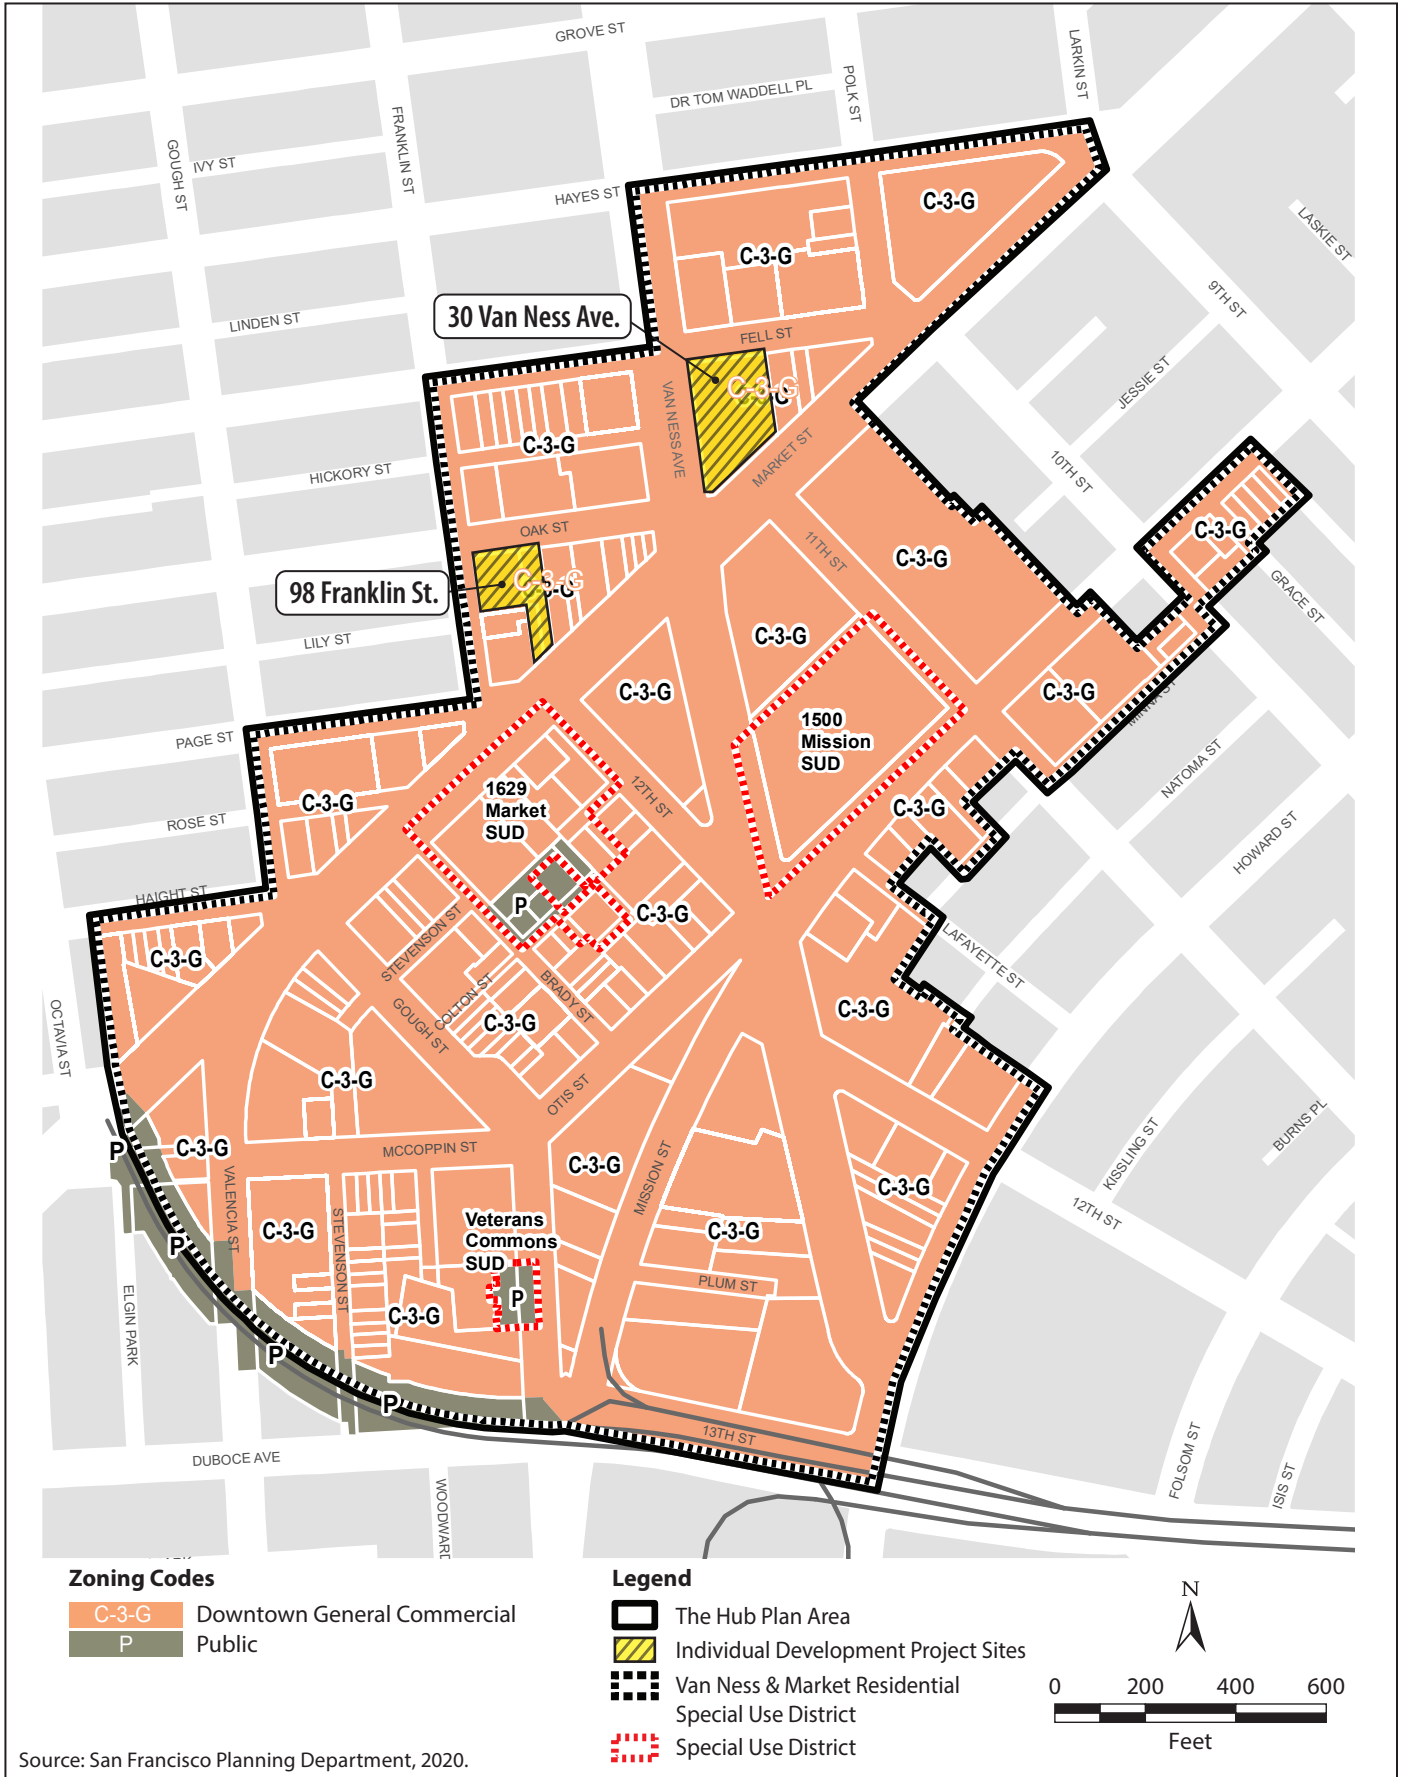 GROVE ST
LARKIN ST
POLK ST
DR TOM WADDELL PL
FRANKLIN ST
GOUGH ST
IVY ST
HAYES ST
C-3-G
LASKIE ST
C-3-G
9TH ST
30 Van Ness Ave.
LINDEN ST
FELL ST
JESSIE ST
C-3-G
VAN NESS AVE
C-3-G
MARKET ST
HICKORY ST
10TH ST
OAK ST
C-3-G
11TH ST
C-3-G
98 Franklin St.
C-3-G
GRACE ST
LILY ST
C-3-G
C-3-G
C-3-G
1500
Mission
SUD
PAGE ST
NATOMA ST
1629
Market
SUD
12TH ST
C-3-G
C-3-G
ROSE ST
HOWARD ST
HAIGHT ST
P
C-3-G
STEVENSON ST
LAFAYETTE ST
C-3-G
BRADY ST
COLTON ST
C-3-G
GOUGH ST
C-3-G
OCTAVIA ST
C-3-G
OTIS ST
BURNS PL
KISSLING ST
P
C-3-G
MCCOPPIN ST
C-3-G
MISSION ST
C-3-G
12TH ST
VALENCIA ST
C-3-G
STEVENSON ST
Veterans
Commons
SUD
C-3-G
P
PLUM ST
P
C-3-G
ELGIN PARK
P
P
13TH ST
DUBOCE AVE
FOLSOM ST
ISIS ST
WOODWARD
Zoning Codes
C-3-G Downtown General Commercial
P Public
Legend
The Hub Plan Area
Individual Development Project Sites
Van Ness & Market Residential
Special Use District
Special Use District
N
0 200 400 600
Feet
Source: San Francisco Planning Department, 2020.